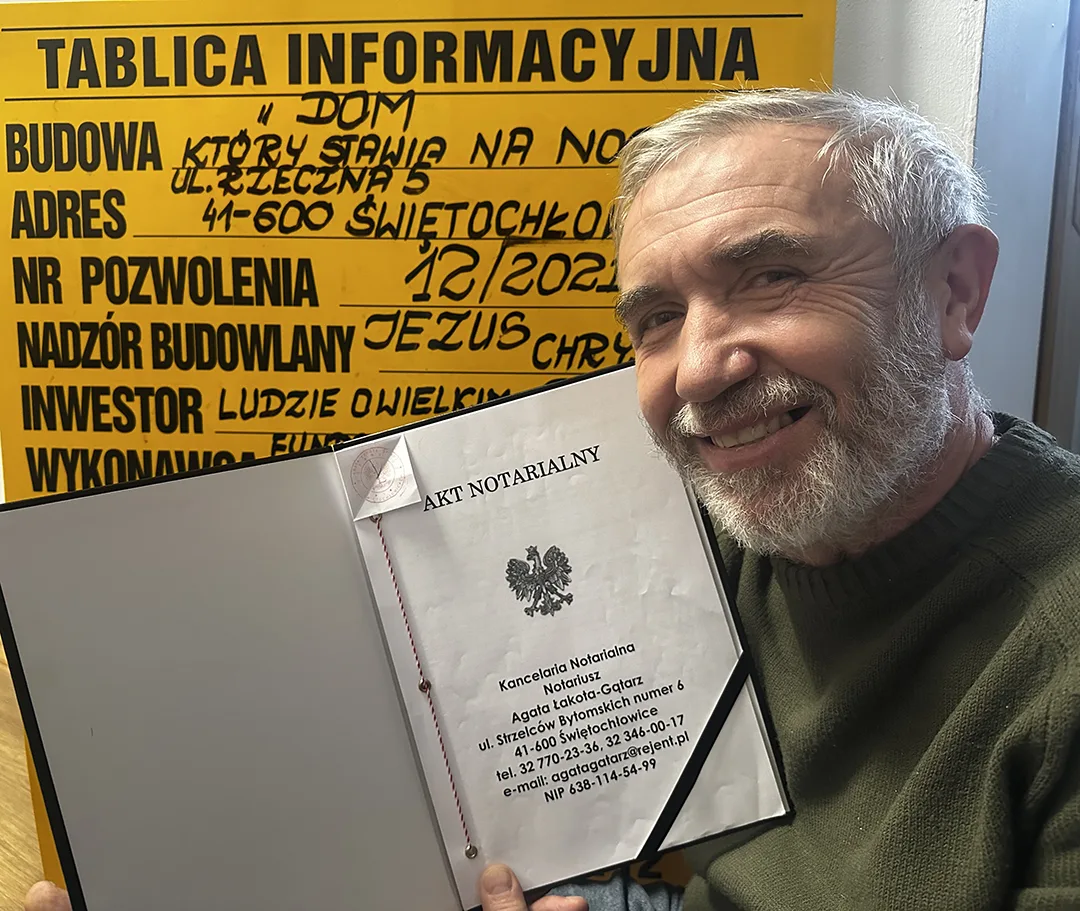 TABLICA INFORMACYJNA
BUDOWA „ DOM
KTÓRY STAWIA NA
UL. RZECZNA 5
ADRES 41-600 ŚWIĘTOCHŁO
NR POZWOLENIA 12/2021
NADZÓR BUDOWLANY JEZUS CHRY
INWESTOR LUDZIE O WIELKIM
WYKONAWCA
AKT NOTARIALNY
Kancelaria Notarialna
Notariusz
Agata Łakota-Gątarz
ul. Strzelców Bytomskich numer 6
41-600 Świętochłowice
tel. 32 770-23-36, 32 346-00-17
e-mail: agatagatarz@rejent.pl
NIP 638-114-54-99